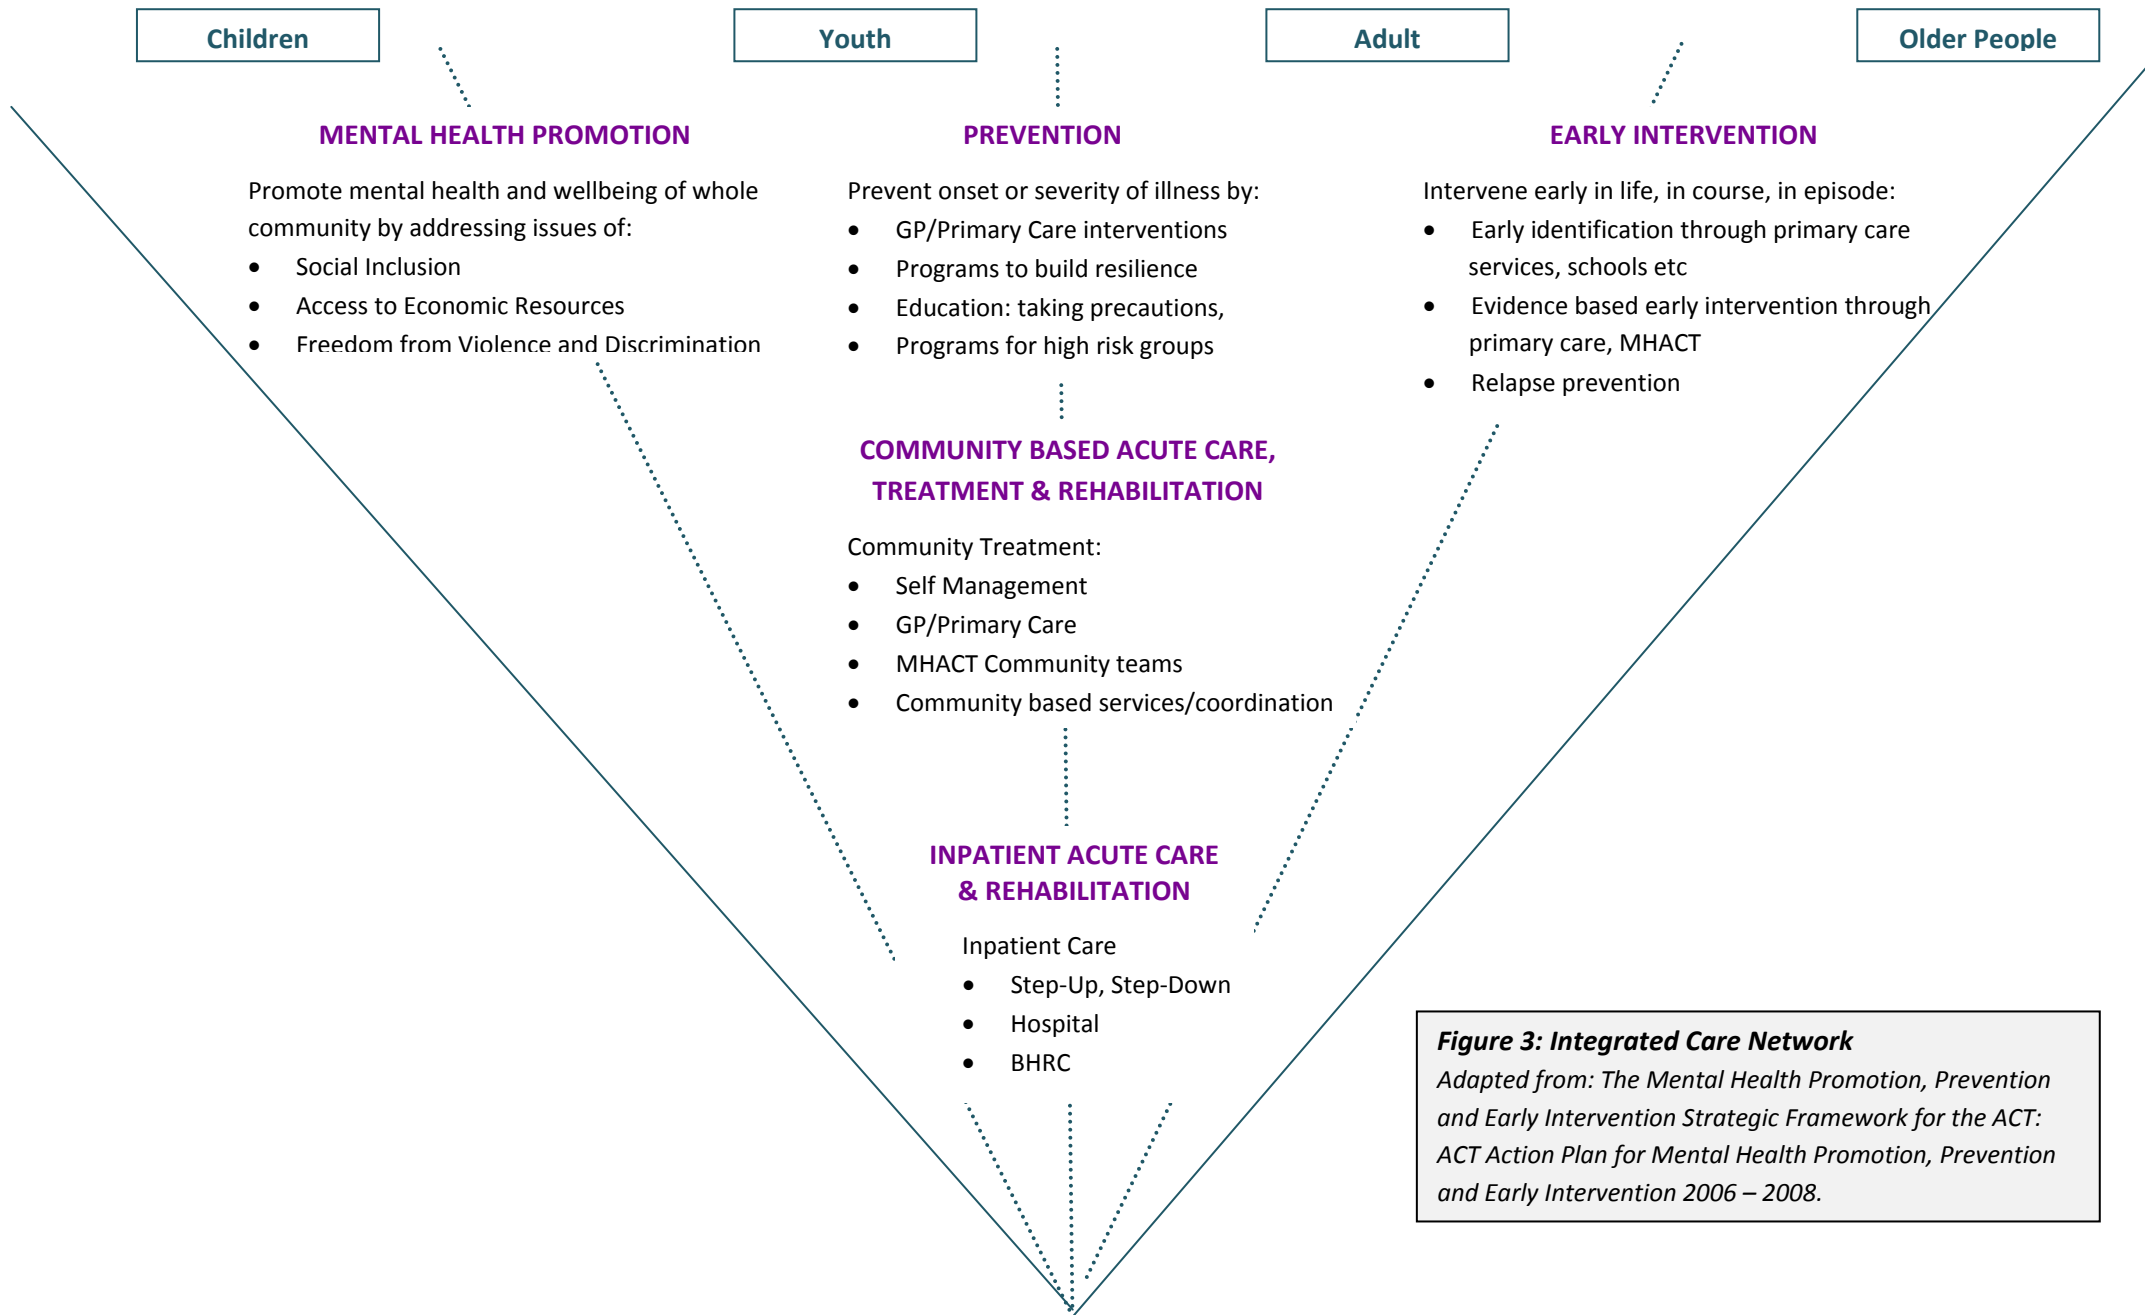 Children
Youth
Adult
Older People
MENTAL HEALTH PROMOTION
Promote mental health and wellbeing of whole
community by addressing issues of:
• Social Inclusion
• Access to Economic Resources
• Freedom from Violence and Discrimination
PREVENTION
Prevent onset or severity of illness by:
• GP/Primary Care interventions
• Programs to build resilience
• Education: taking precautions,
• Programs for high risk groups
EARLY INTERVENTION
Intervene early in life, in course, in episode:
• Early identification through primary care
services, schools etc
• Evidence based early intervention through
primary care, MHACT
• Relapse prevention
COMMUNITY BASED ACUTE CARE,
TREATMENT & REHABILITATION
Community Treatment:
• Self Management
• GP/Primary Care
• MHACT Community teams
• Community based services/coordination
INPATIENT ACUTE CARE
& REHABILITATION
Inpatient Care
• Step-Up, Step-Down
• Hospital
• BHRC
Figure 3: Integrated Care Network
Adapted from: The Mental Health Promotion, Prevention
and Early Intervention Strategic Framework for the ACT:
ACT Action Plan for Mental Health Promotion, Prevention
and Early Intervention 2006 – 2008.